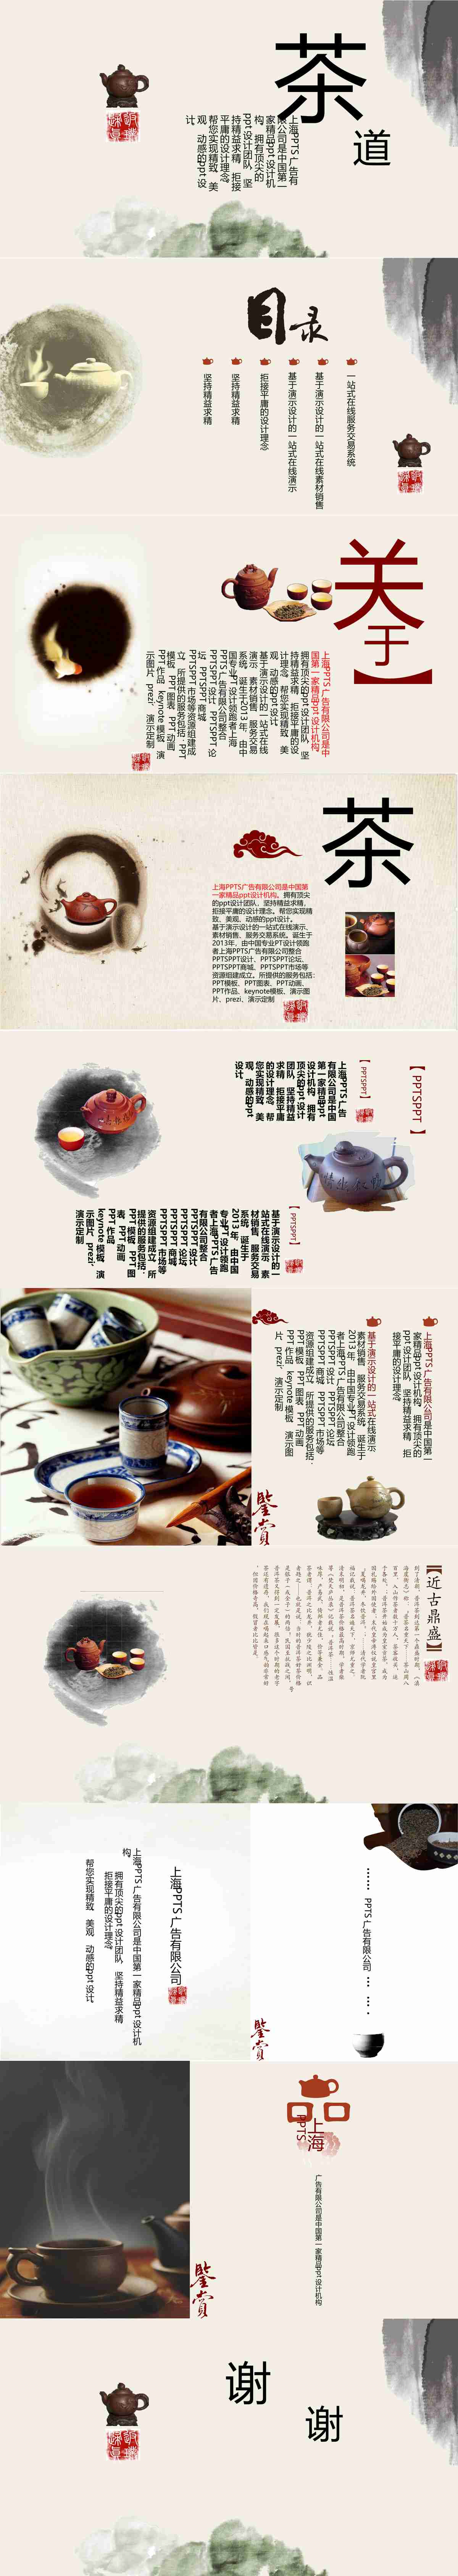 茶
道
上海PPTS广告有
限公司是中国第一
家精品ppt设计机
构，拥有顶尖的
ppt设计团队，坚
持精益求精，拒接
平庸的设计理念。
帮您实现精致、美
观、动感的ppt设
计。
目录
一站式在线服务交易系统
基于演示设计的一站式在线素材销售
基于演示设计的一站式在线演示
拒接平庸的设计理念
坚持精益求精
坚持精益求精
关
于
】
上海PPTS广告有限公司是中
国第一家精品ppt设计机构。
拥有顶尖的ppt设计团队，坚
持精益求精，拒接平庸的设
计理念。帮您实现精致、美
观、动感的ppt设计。
基于演示设计的一站式在线
演示、素材销售、服务交易
系统。诞生于2013年，由中
国专业PT设计领跑者上海
PPTS广告有限公司整合
PPTSPPT设计、PPTSPPT论
坛、PPTSPPT商城、
PPTSPPT市场等资源组建成
立。所提供的服务包括：PPT
模板、PPT图表、PPT动画、
PPT作品、keynote模板、演
示图片、prezi、演示定制
茶
上海PPTS广告有限公司是中国第
一家精品ppt设计机构。拥有顶尖
的ppt设计团队、坚持精益求精，
拒接平庸的设计理念。帮您实现精
致、美观、动感的ppt设计。
基于演示设计的一站式在线演示、
素材销售、服务交易系统。诞生于
2013年，由中国专业PT设计领跑
者上海PPTS广告有限公司整合
PPTSPPT设计、PPTSPPT论坛、
PPTSPPT商城、PPTSPPT市场等
资源组建成立。所提供的服务包括：
PPT模板、PPT图表、PPT动画、
PPT作品、keynote模板、演示图
片、prezi、演示定制
【PPTSPPT】
【PPTSPPT】
上海PPTS广告
有限公司是中国
第一家精品ppt
设计机构，拥有
顶尖的ppt设计
团队，坚持精益
求精，拒接平庸
的设计理念。帮
您实现精致、美
观、动感的ppt
设计
【PPTSPPT】
基于演示设计的一
站式在线演示、素
材销售、服务交易
系统。诞生于
2013年，由中国
专业PT设计领跑
者上海PPTS广告
有限公司整合
PPTSPPT设计、
PPTSPPT论坛、
PPTSPPT商城、
PPTSPPT市场等
资源组建成立。所
提供的服务包括：
PPT模板、PPT图
表、PPT动画、
PPT作品、
keynote模板、演
示图片、prezi、
演示定制
上海PPTS广告有限公司是中国第一
家精品ppt设计机构。拥有顶尖的
ppt设计团队，坚持精益求精，拒
接平庸的设计理念。
基于演示设计的一站式在线演示、
素材销售、服务交易系统。诞生于
2013年，由中国专业PT设计领跑
者上海PPTS广告有限公司整合
PPTSPPT设计、PPTSPPT论坛、
PPTSPPT商城、PPTSPPT市场等
资源组建成立。所提供的服务包括：
PPT模板、PPT图表、PPT动画、
PPT作品、keynote模板、演示图
片、prezi、演示定制
鉴赏
【近古鼎盛】
上海PPTS广告有限公司
上海PPTS广告有限公司是中国第一家精品ppt设计机
构。
拥有顶尖的ppt设计团队，坚持精益求精，
拒接平庸的设计理念。
帮您实现精致、美观、动感的ppt设计。
…… PPTS广告有限公司
鉴赏
品
上海
PPTS
广告有限公司是中国第一家精品ppt设计机构
鉴赏
谢
谢